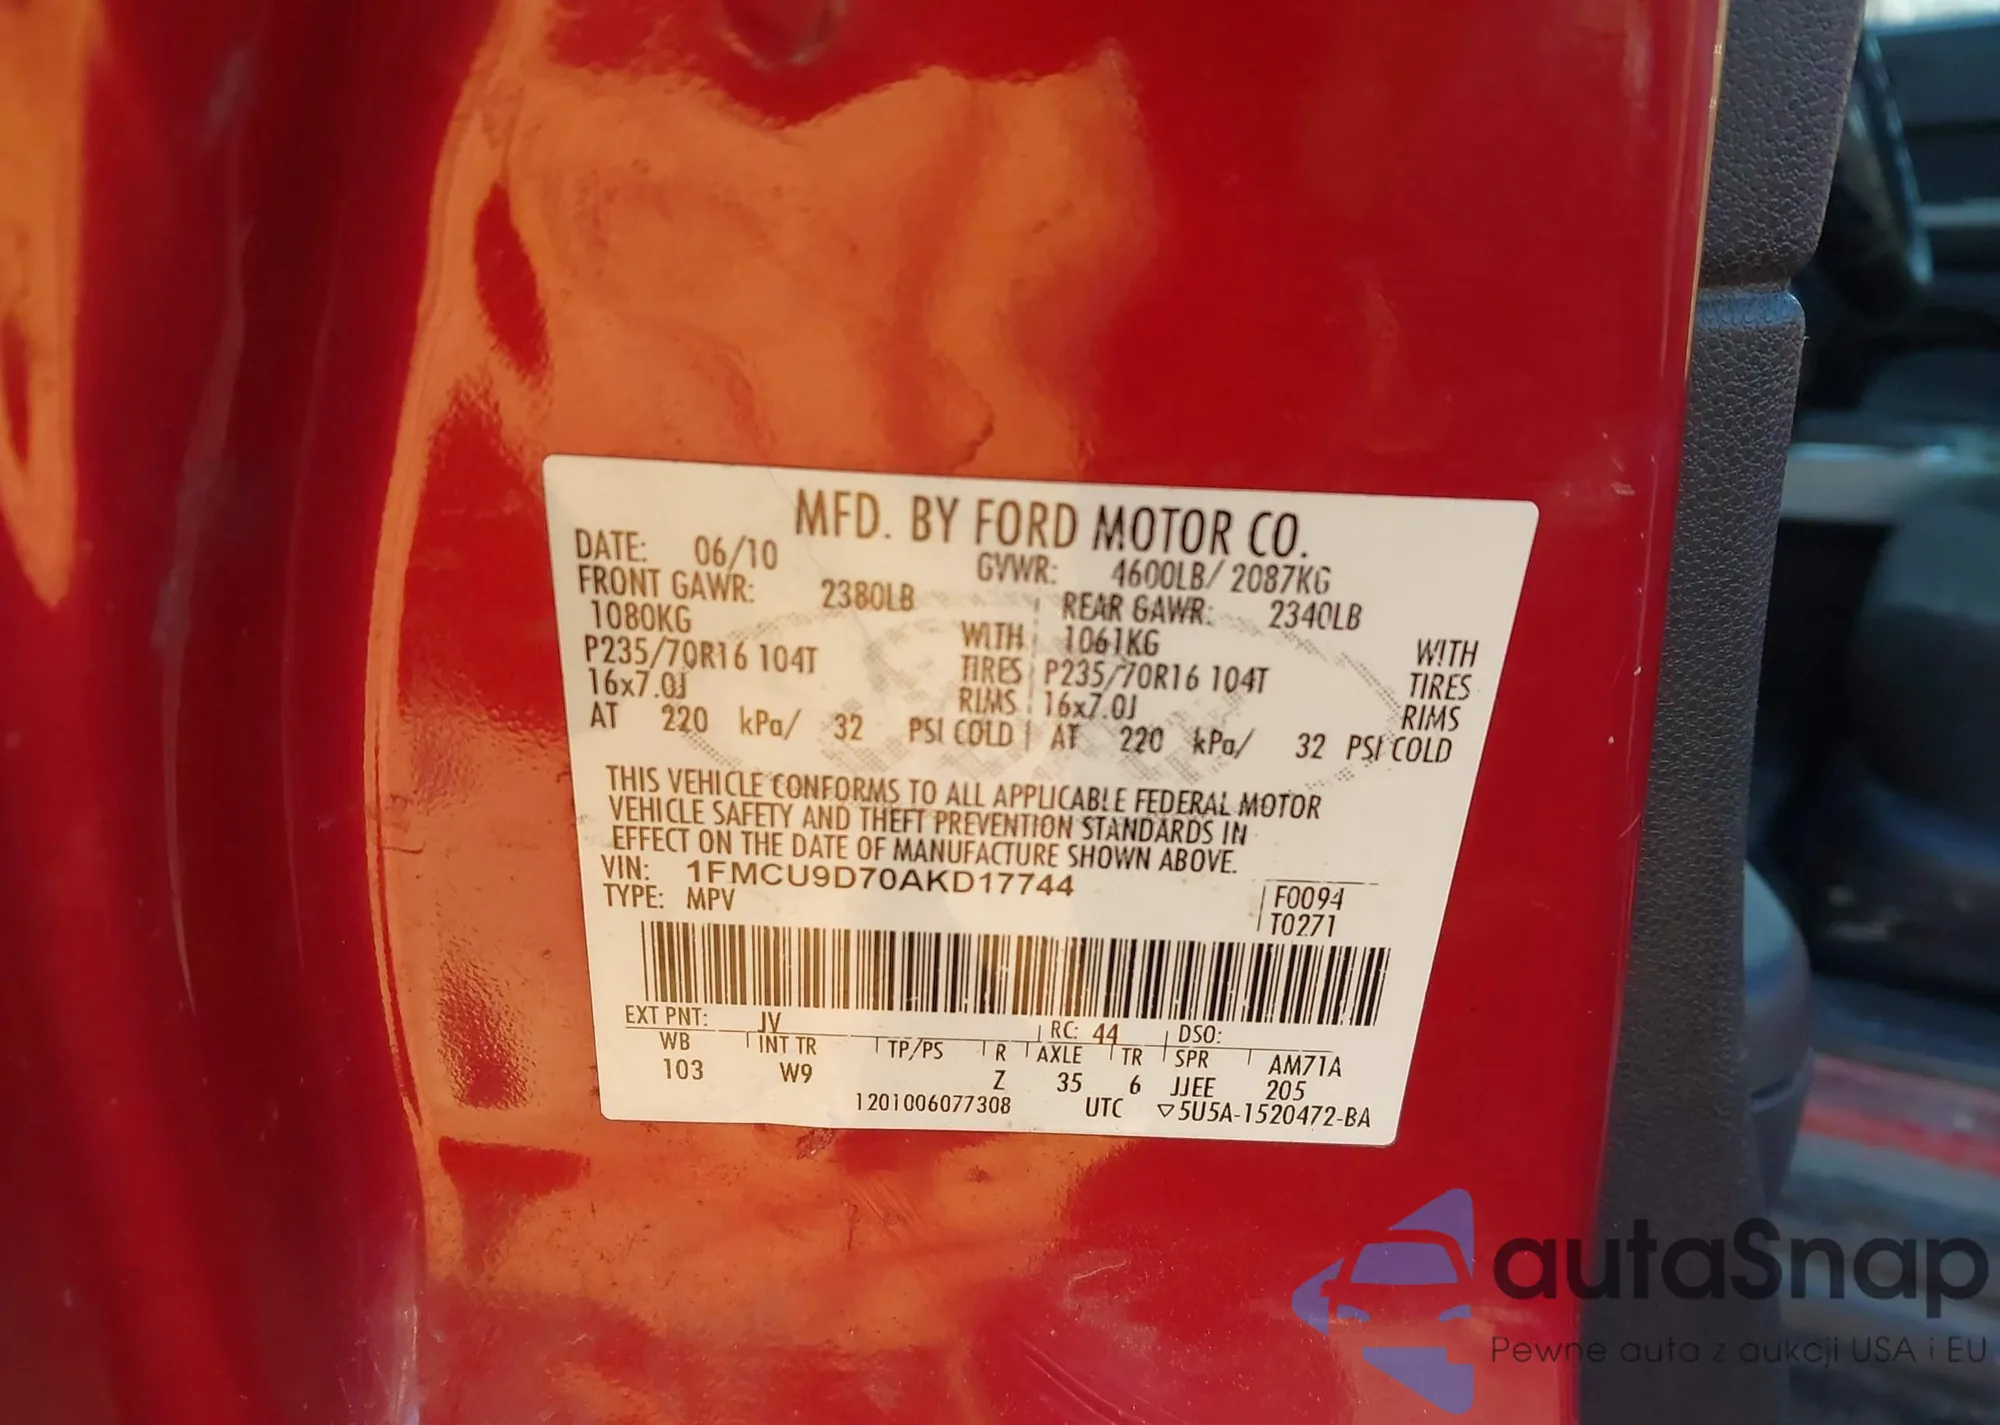 MFD. BY FORD MOTOR CO.
DATE: 06/10 GVWR: 4600LB/ 2087KG
FRONT GAWR: 2380LB REAR GAWR: 2340LB
1080KG WITH 1061KG WITH
P235/70R16 104T TIRES P235/70R16 104T TIRES
16x7.0J RIMS 16x7.0J RIMS
AT 220 kPa/ 32 PSI COLD AT 220 kPa/ 32 PSI COLD
THIS VEHICLE CONFORMS TO ALL APPLICABLE FEDERAL MOTOR
VEHICLE SAFETY AND THEFT PREVENTION STANDARDS IN
EFFECT ON THE DATE OF MANUFACTURE SHOWN ABOVE.
VIN: 1FMCU9D70AKD17744
TYPE: MPV
F0094
T0271
EXT PNT: JV RC: 44 DSO:
WB INT TR TP/PS R AXLE TR SPR AM71A
103 W9 Z 35 6 JJEE 205
1201006077308 UTC ▽5U5A-1520472-BA
autaSnap
Pewne auta z aukcji USA i EU